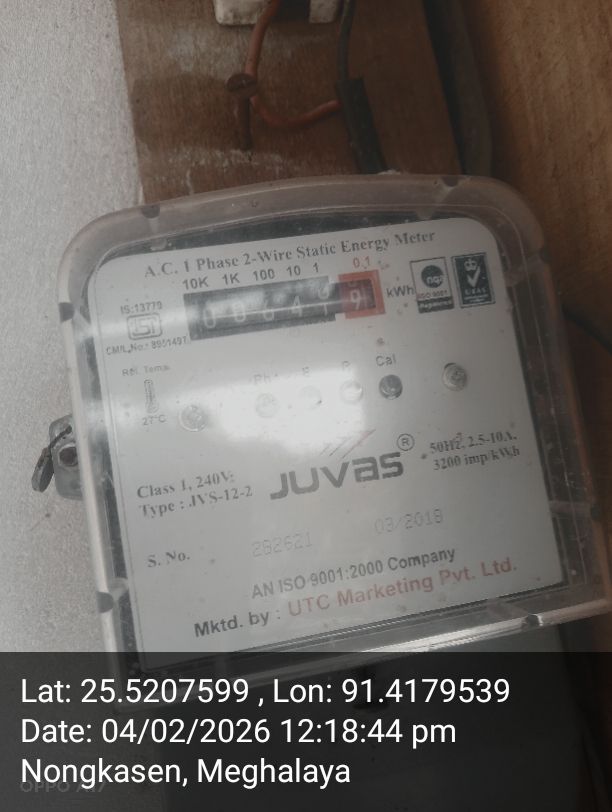 A.C. 1 Phase 2-Wire Static Energy Meter
10K 1K 100 10 1 0.1
kWh
IS:13779
ISI
CM/L.No.: 8951497
Ref. Temp.
27°C
Cal
JUVAS ®
50Hz, 2.5-10A,
3200 imp/kWh
Class 1, 240V:
Type : JVS-12-2
S. No. 282621 03/2018
AN ISO 9001:2000 Company
Mktd. by : UTC Marketing Pvt. Ltd.
Lat: 25.5207599 , Lon: 91.4179539
Date: 04/02/2026 12:18:44 pm
Nongkasen, Meghalaya